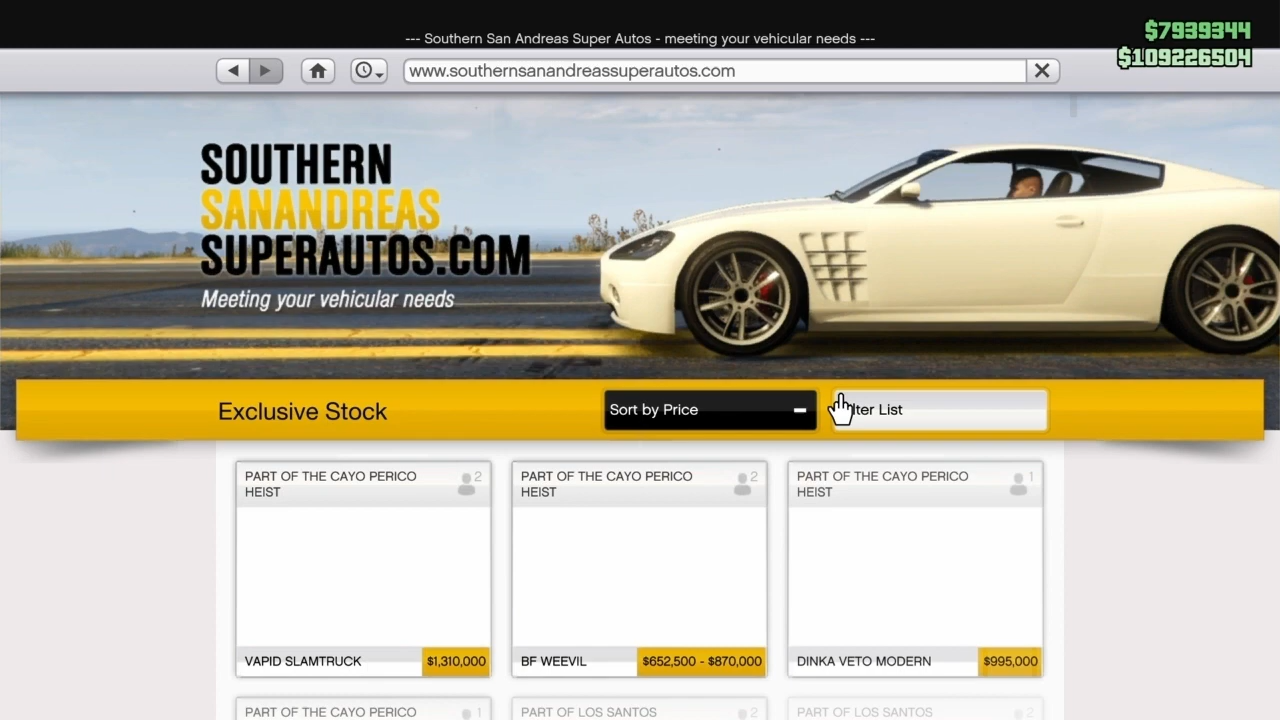 --- Southern San Andreas Super Autos - meeting your vehicular needs ---
$7939344
$109226504
www.southernsanandreassuperautos.com
SOUTHERN
SANANDREAS
SUPERAUTOS.COM
Meeting your vehicular needs
Exclusive Stock
Sort by Price
List
PART OF THE CAYO PERICO
HEIST
2
VAPID SLAMTRUCK
$1,310,000
PART OF THE CAYO PERICO
HEIST
2
BF WEEVIL
$652,500 - $870,000
PART OF THE CAYO PERICO
HEIST
1
DINKA VETO MODERN
$995,000
PART OF THE CAYO PERICO
1
PART OF LOS SANTOS
2
PART OF LOS SANTOS
2